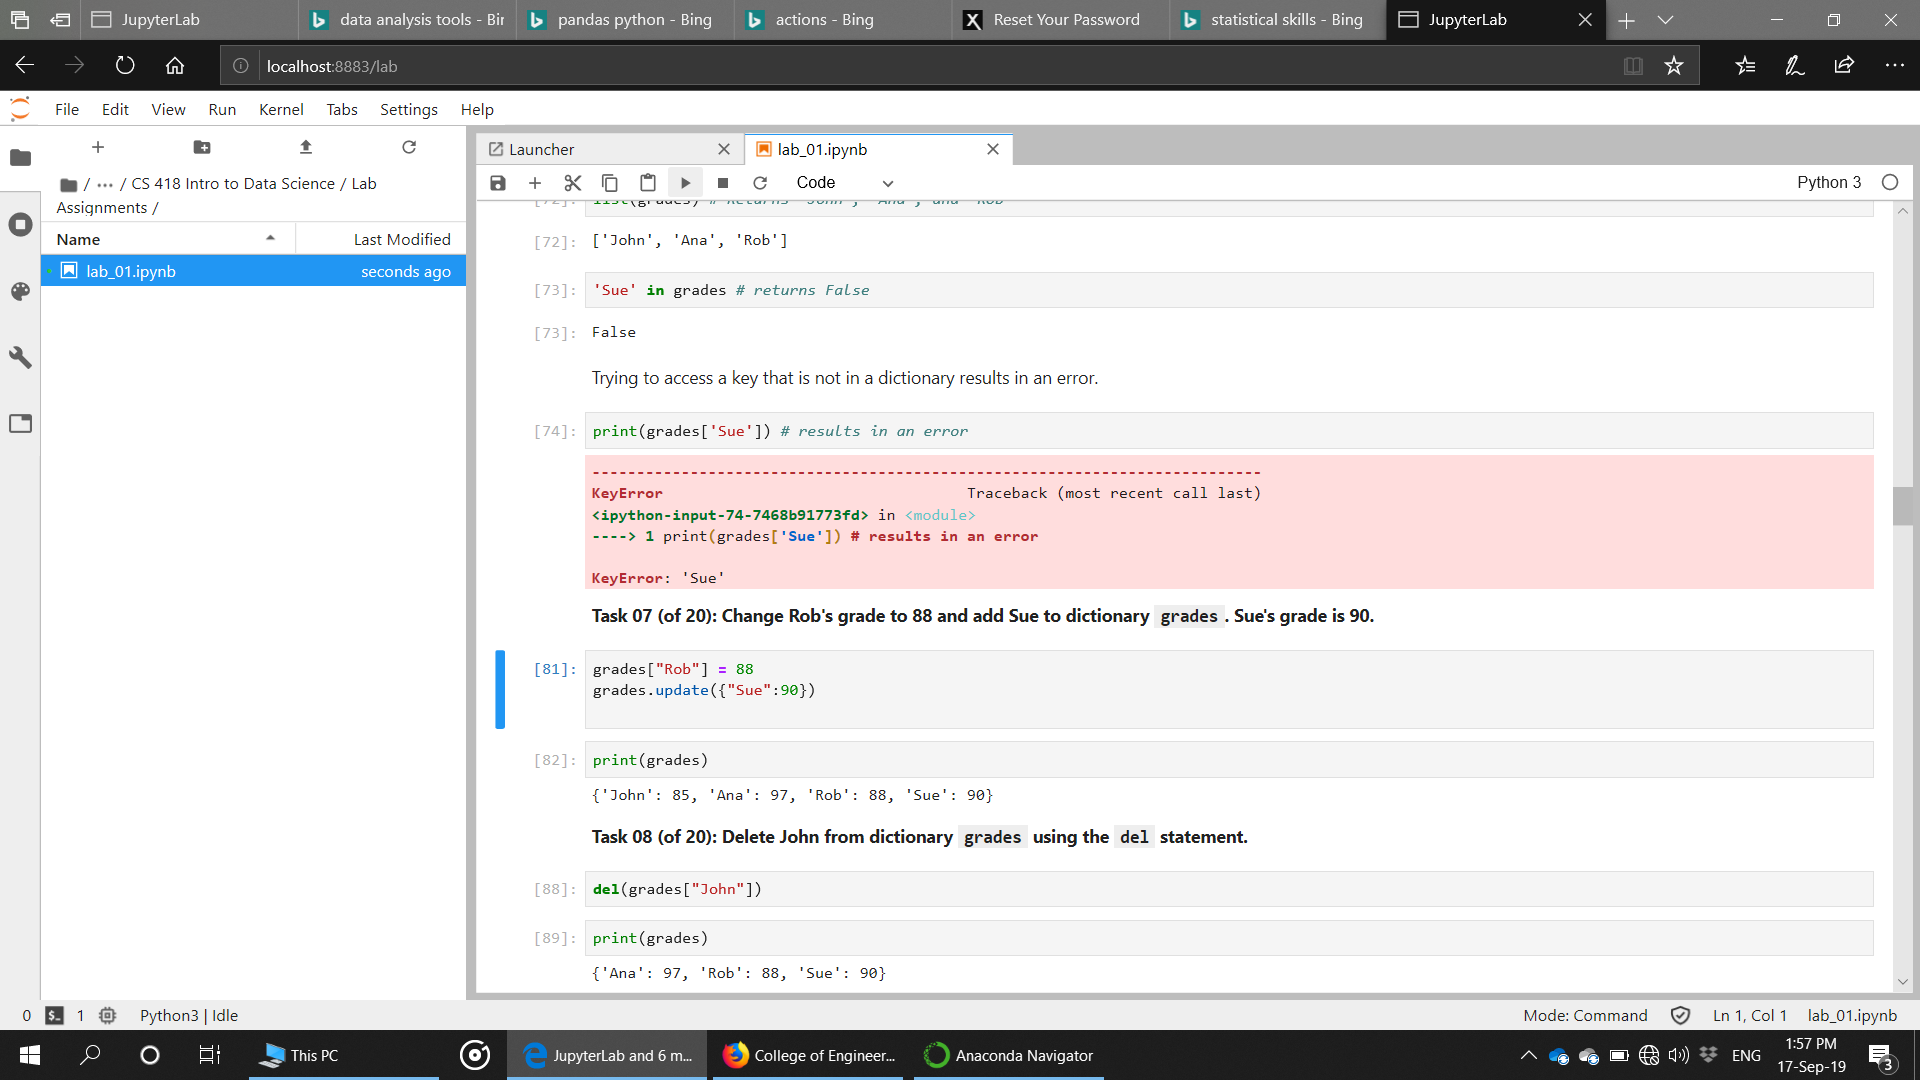 JupyterLab
data analysis tools - Bir
pandas python - Bing
actions - Bing
Reset Your Password
statistical skills - Bing
JupyterLab
localhost:8883/lab
File Edit View Run Kernel Tabs Settings Help
/ ··· / CS 418 Intro to Data Science / Lab
Assignments /
Name Last Modified
lab_01.ipynb seconds ago
Launcher
lab_01.ipynb
Code
Python 3
['John', 'Ana', 'Rob']
[72]:
[73]: 'Sue' in grades # returns False
[73]: False
Trying to access a key that is not in a dictionary results in an error.
[74]: print(grades['Sue']) # results in an error
---------------------------------------------------------------------------
KeyError Traceback (most recent call last)
<ipython-input-74-7468b91773fd> in <module>
----> 1 print(grades['Sue']) # results in an error
KeyError: 'Sue'
Task 07 (of 20): Change Rob's grade to 88 and add Sue to dictionary grades. Sue's grade is 90.
[81]: grades["Rob"] = 88
grades.update({"Sue":90})
[82]: print(grades)
{'John': 85, 'Ana': 97, 'Rob': 88, 'Sue': 90}
Task 08 (of 20): Delete John from dictionary grades using the del statement.
[88]: del(grades["John"])
[89]: print(grades)
{'Ana': 97, 'Rob': 88, 'Sue': 90}
0 $_ 1 Python3 | Idle
Mode: Command Ln 1, Col 1 lab_01.ipynb
This PC
JupyterLab and 6 m...
College of Engineer...
Anaconda Navigator
ENG
1:57 PM
17-Sep-19
3